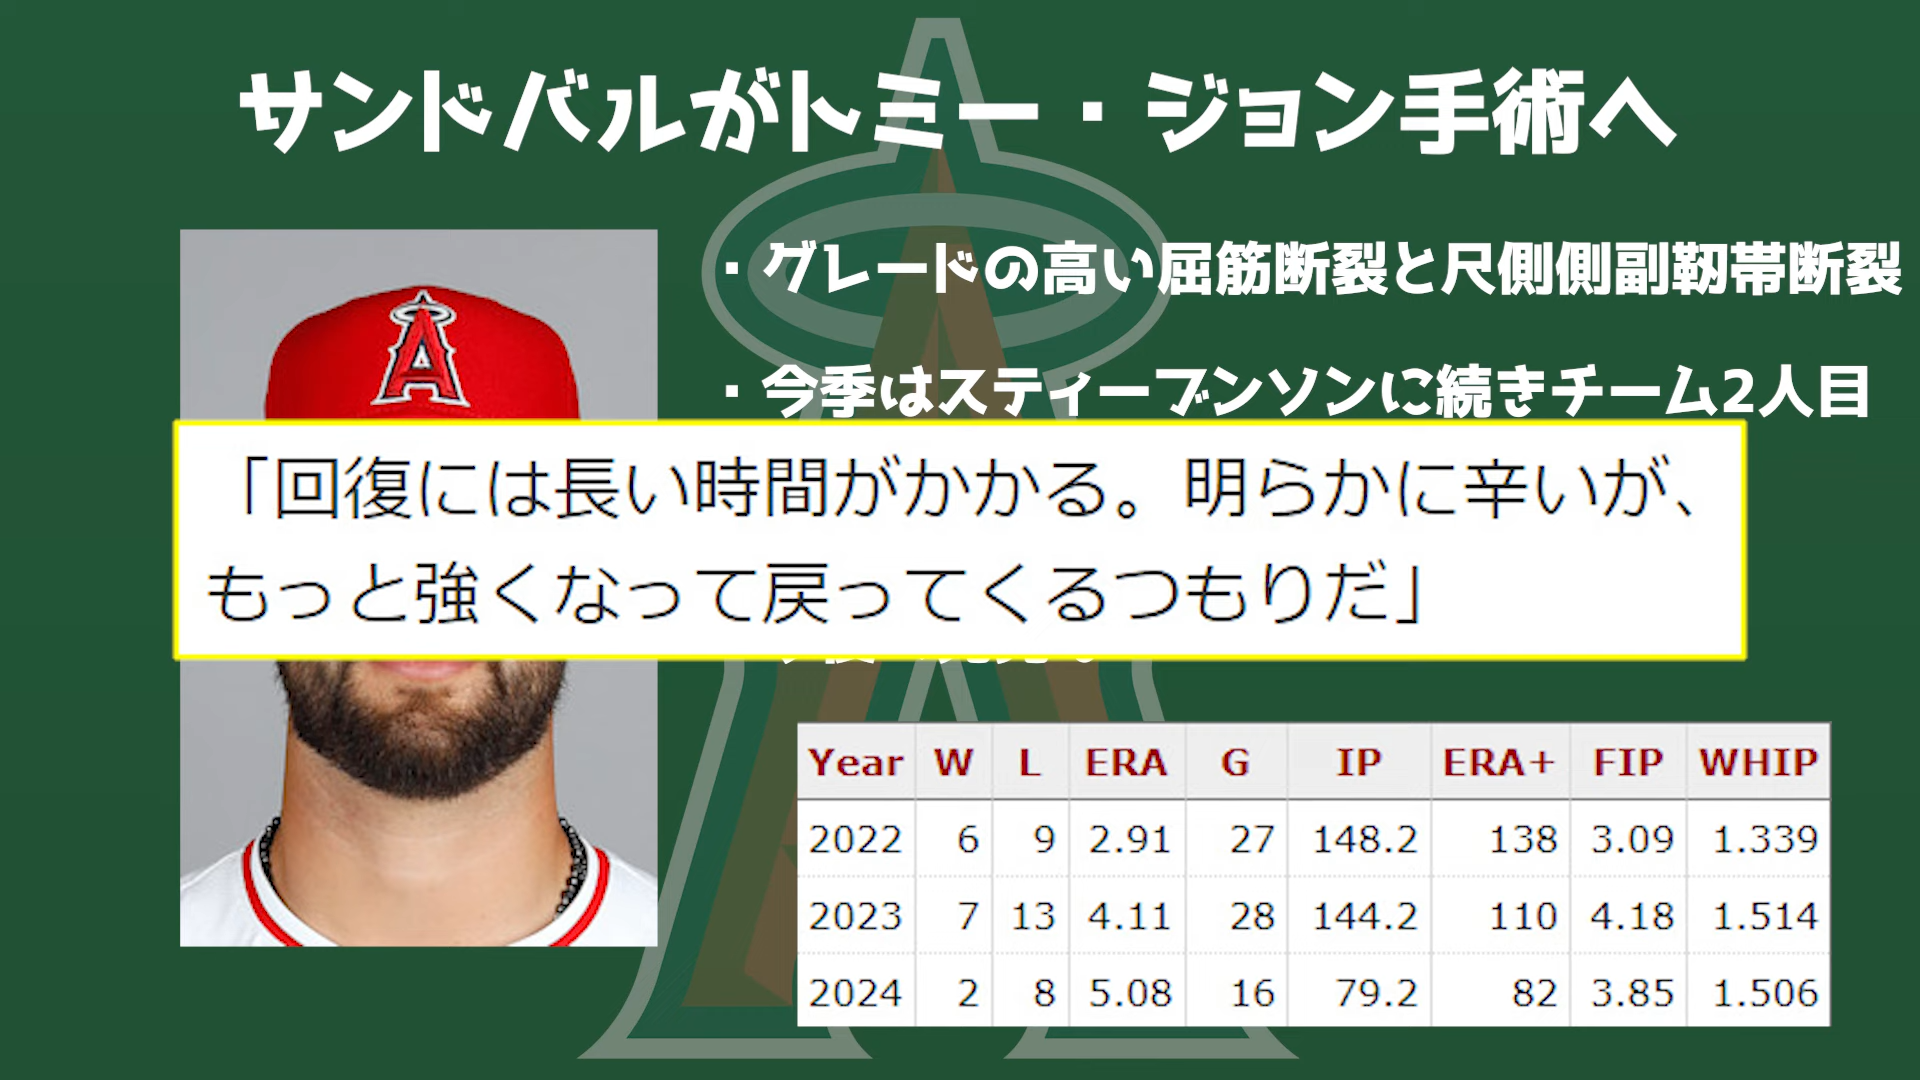 サンドバルがトミー・ジョン手術へ
・グレードの高い屈筋断裂と尺側側副靭帯断裂
・今季はスティーブンソンに続きチーム2人目
「回復には長い時間がかかる。明らかに辛いが、
もっと強くなって戻ってくるつもりだ」
A
Year W L ERA G IP ERA+ FIP WHIP
2022 6 9 2.91 27 148.2 138 3.09 1.339
2023 7 13 4.11 28 144.2 110 4.18 1.514
2024 2 8 5.08 16 79.2 82 3.85 1.506